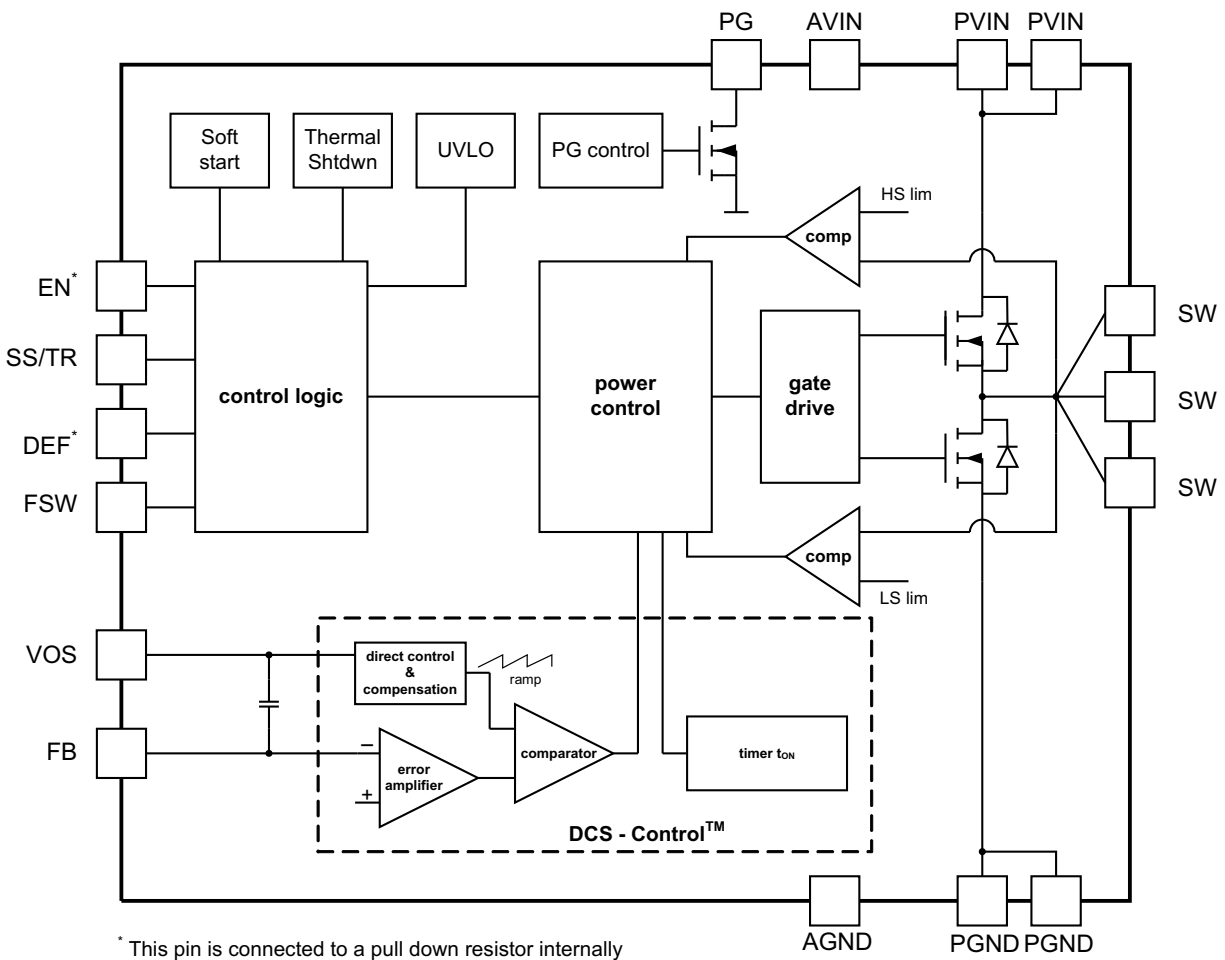 PG AVIN PVIN PVIN
Soft
start
Thermal
Shtdwn
UVLO
PG control
HS lim
comp
EN*
SS/TR
DEF*
FSW
control logic
power
control
gate
drive
SW
SW
SW
comp
LS lim
VOS
FB
direct control
&
compensation
ramp
−
+
error
amplifier
comparator
timer tON
DCS - Control™
AGND PGND PGND
* This pin is connected to a pull down resistor internally